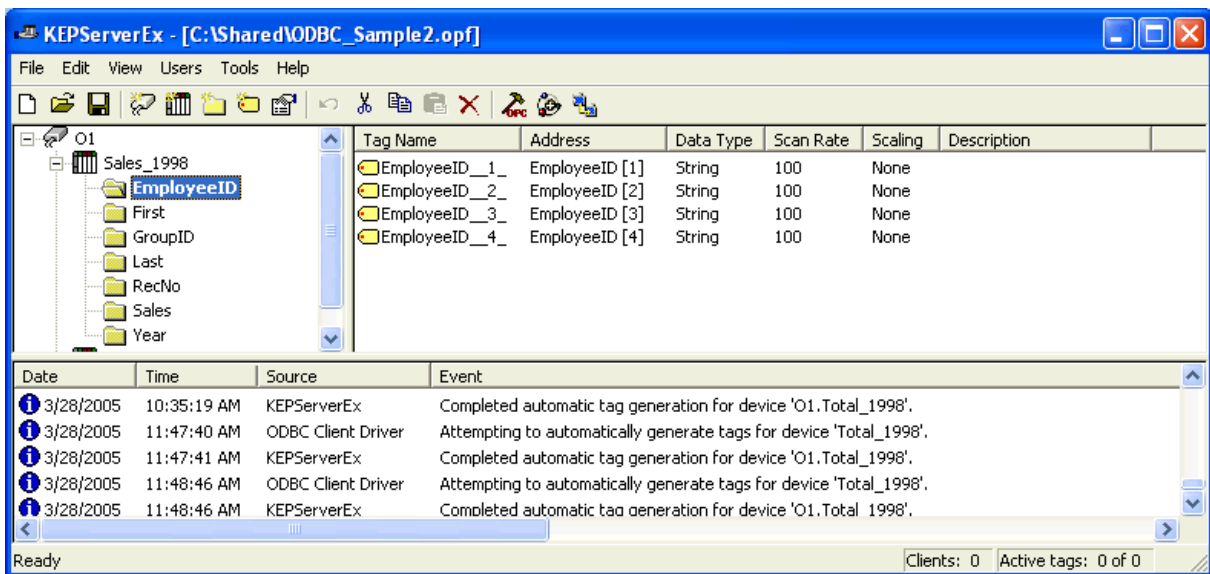 KEPServerEx - [C:\Shared\ODBC_Sample2.opf]
File Edit View Users Tools Help
OPC
O1
Sales_1998
EmployeeID
First
GroupID
Last
RecNo
Sales
Year
Tag Name Address Data Type Scan Rate Scaling Description
EmployeeID__1_ EmployeeID [1] String 100 None
EmployeeID__2_ EmployeeID [2] String 100 None
EmployeeID__3_ EmployeeID [3] String 100 None
EmployeeID__4_ EmployeeID [4] String 100 None
Date Time Source Event
3/28/2005 10:35:19 AM KEPServerEx Completed automatic tag generation for device 'O1.Total_1998'.
3/28/2005 11:47:40 AM ODBC Client Driver Attempting to automatically generate tags for device 'Total_1998'.
3/28/2005 11:47:41 AM KEPServerEx Completed automatic tag generation for device 'O1.Total_1998'.
3/28/2005 11:48:46 AM ODBC Client Driver Attempting to automatically generate tags for device 'Total_1998'.
3/28/2005 11:48:46 AM KEPServerEx Completed automatic tag generation for device 'O1.Total_1998'.
Ready Clients: 0 Active tags: 0 of 0